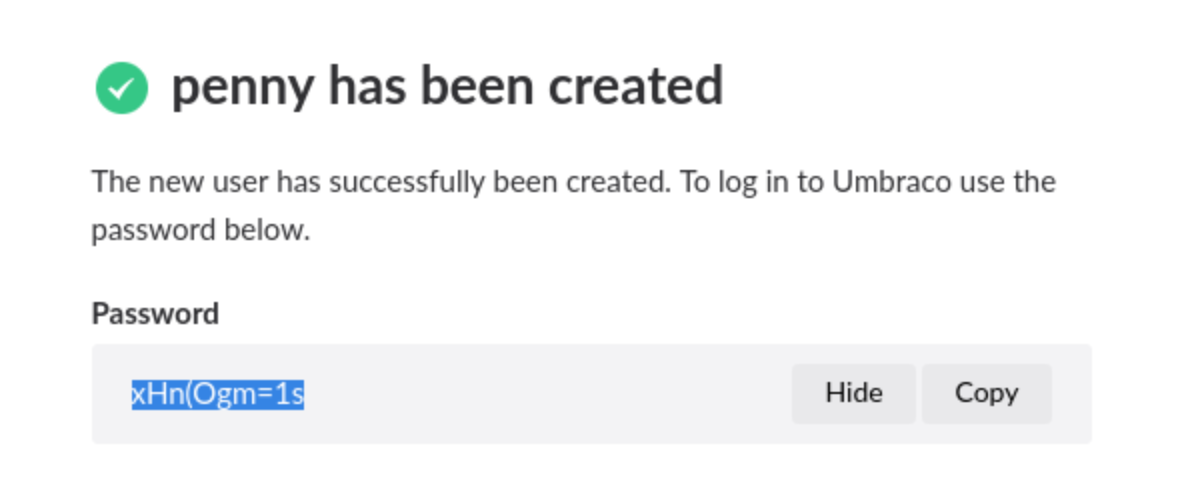 penny has been created
The new user has successfully been created. To log in to Umbraco use the
password below.
Password
xHn(Ogm=1s
Hide
Copy